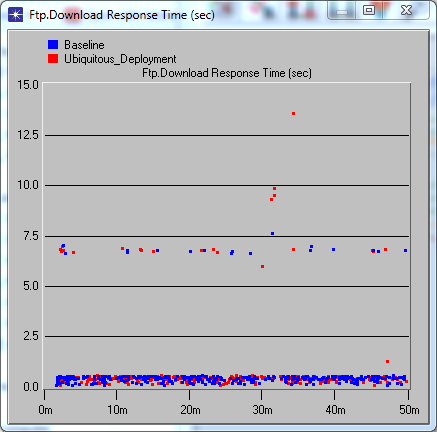 Ftp.Download Response Time (sec)
Baseline
Ubiquitous_Deployment
Ftp.Download Response Time (sec)
15.0
12.5
10.0
7.5
5.0
2.5
0.0
0m 10m 20m 30m 40m 50m